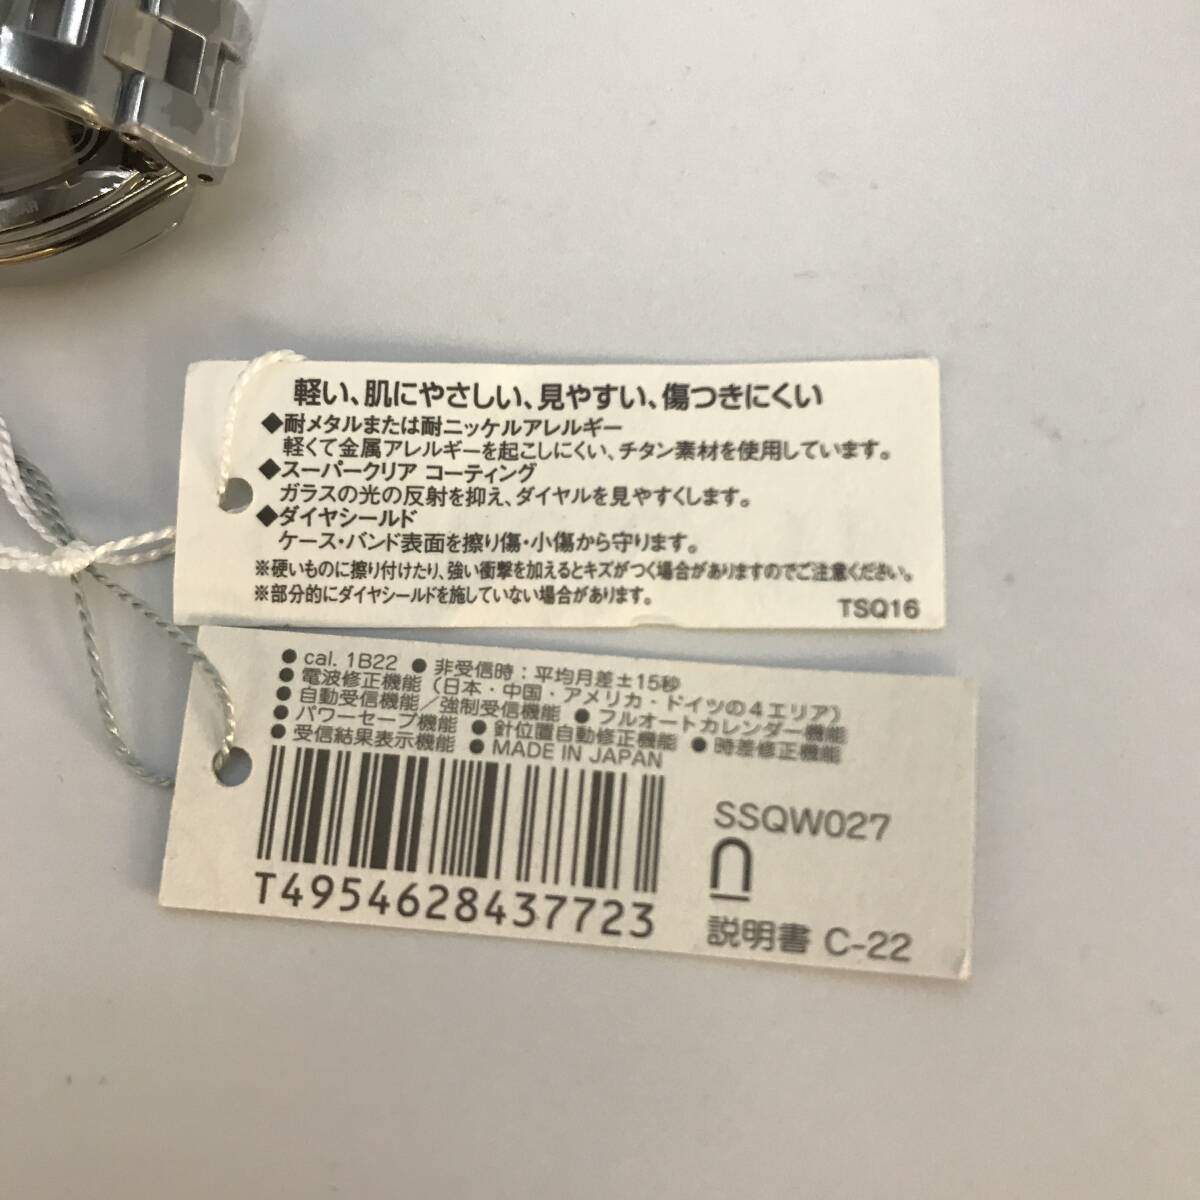 軽い、肌にやさしい、見やすい、傷つきにくい
◆耐メタルまたは耐ニッケルアレルギー
軽くて金属アレルギーを起こしにくい、チタン素材を使用しています。
◆スーパークリア コーティング
ガラスの光の反射を抑え、ダイヤルを見やすくします。
◆ダイヤシールド
ケース・バンド表面を擦り傷・小傷から守ります。
※硬いものに擦り付けたり、強い衝撃を加えるとキズがつく場合がありますのでご注意ください。
※部分的にダイヤシールドを施していない場合があります。
TSQ16
● cal. 1B22 ● 非受信時：平均月差±15秒
● 電波修正機能（日本・中国・アメリカ・ドイツの4エリア）
● 自動受信機能／強制受信機能 ● フルオートカレンダー機能
● パワーセーブ機能 ● 針位置自動修正機能 ● 時差修正機能
● 受信結果表示機能 ● MADE IN JAPAN
SSQW027
T4954628437723
説明書 C-22